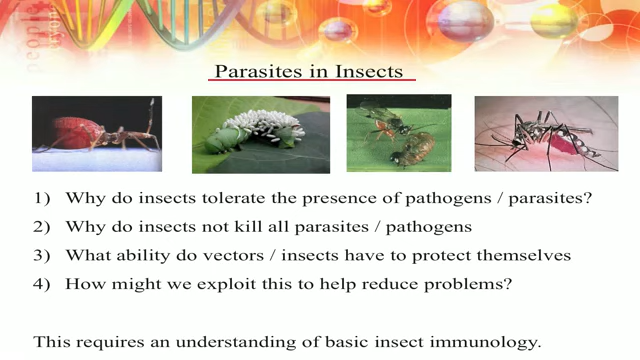 Parasites in Insects
1) Why do insects tolerate the presence of pathogens / parasites?
2) Why do insects not kill all parasites / pathogens
3) What ability do vectors / insects have to protect themselves
4) How might we exploit this to help reduce problems?
This requires an understanding of basic insect immunology.